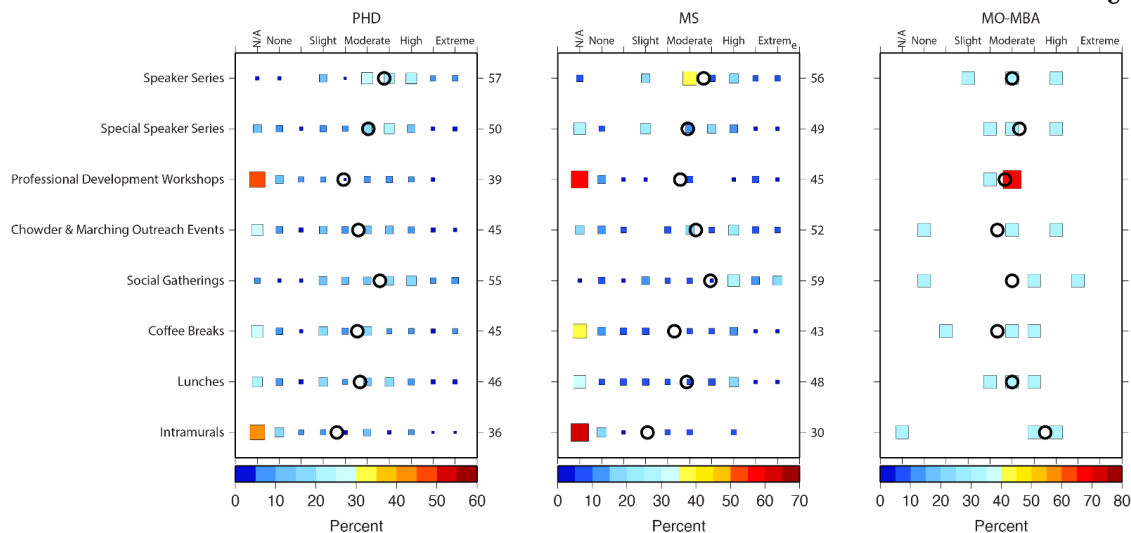 PHD MS MO-MBA
N/A None Slight Moderate High Extreme N/A None Slight Moderate High Extreme N/A None Slight Moderate High Extreme
Speaker Series 57 56
Special Speaker Series 50 49
Professional Development Workshops 39 45
Chowder & Marching Outreach Events 45 52
Social Gatherings 55 59
Coffee Breaks 45 43
Lunches 46 48
Intramurals 36 30
0 10 20 30 40 50 60 0 10 20 30 40 50 60 70 0 10 20 30 40 50 60 70 80
Percent Percent Percent